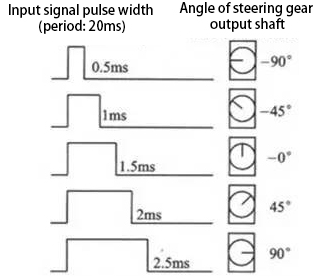 Input signal pulse width
(period: 20ms)
Angle of steering gear
output shaft
0.5ms
−90°
1ms
−45°
1.5ms
−0°
2ms
45°
2.5ms
90°